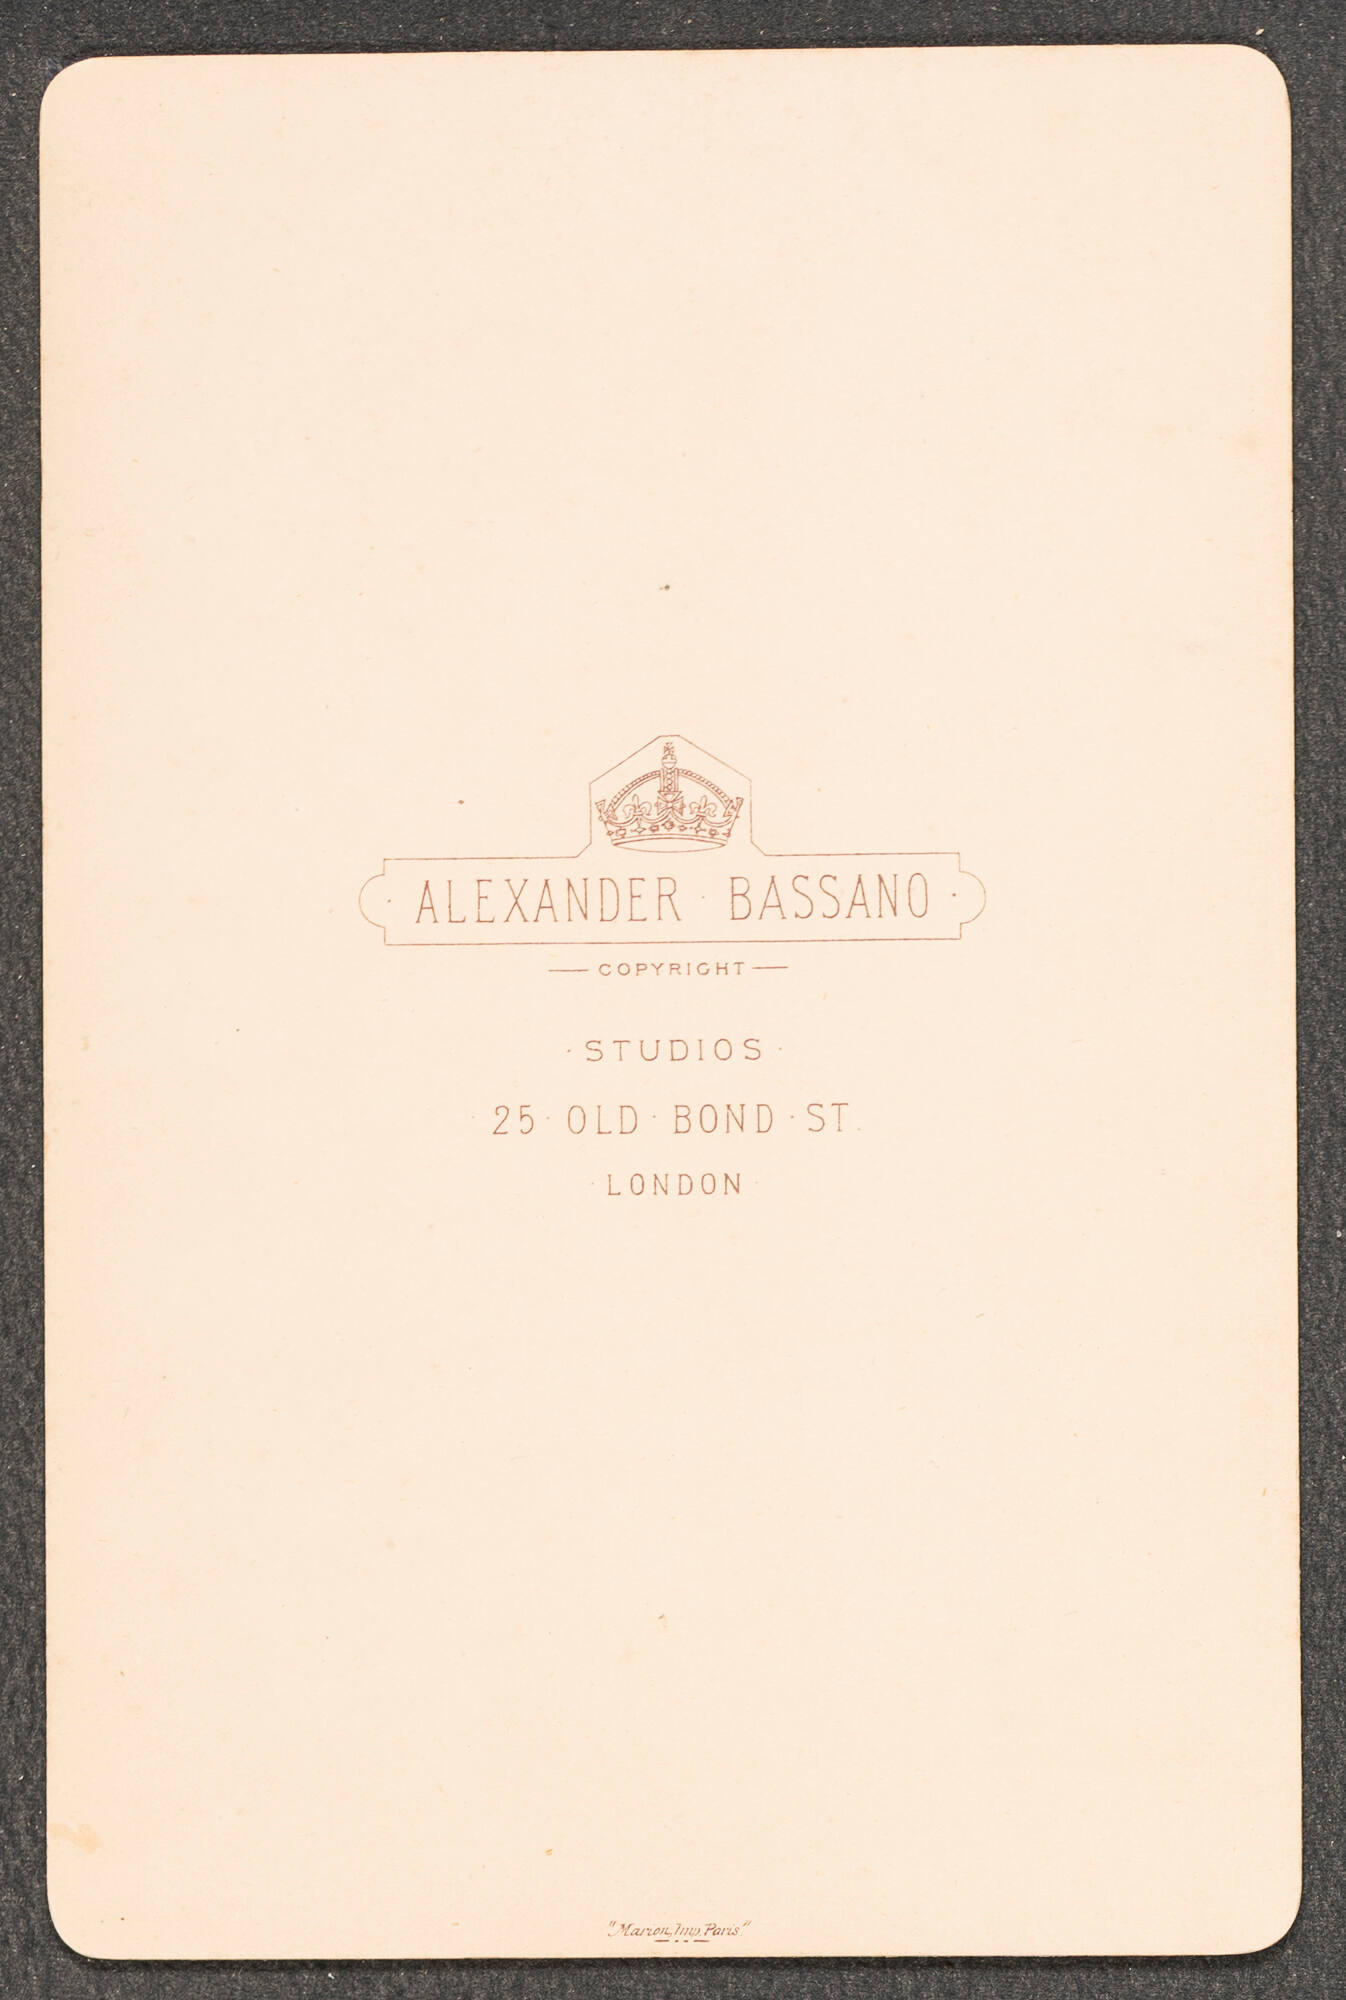 · ALEXANDER · BASSANO ·
— COPYRIGHT —
· STUDIOS ·
· 25 · OLD · BOND · ST.
· LONDON ·
"Marion, Imp. Paris"